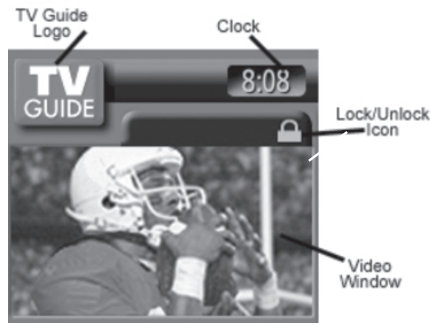 TV Guide
Logo
Clock
TV
GUIDE
8:08
Lock/Unlock
Icon
Video
Window